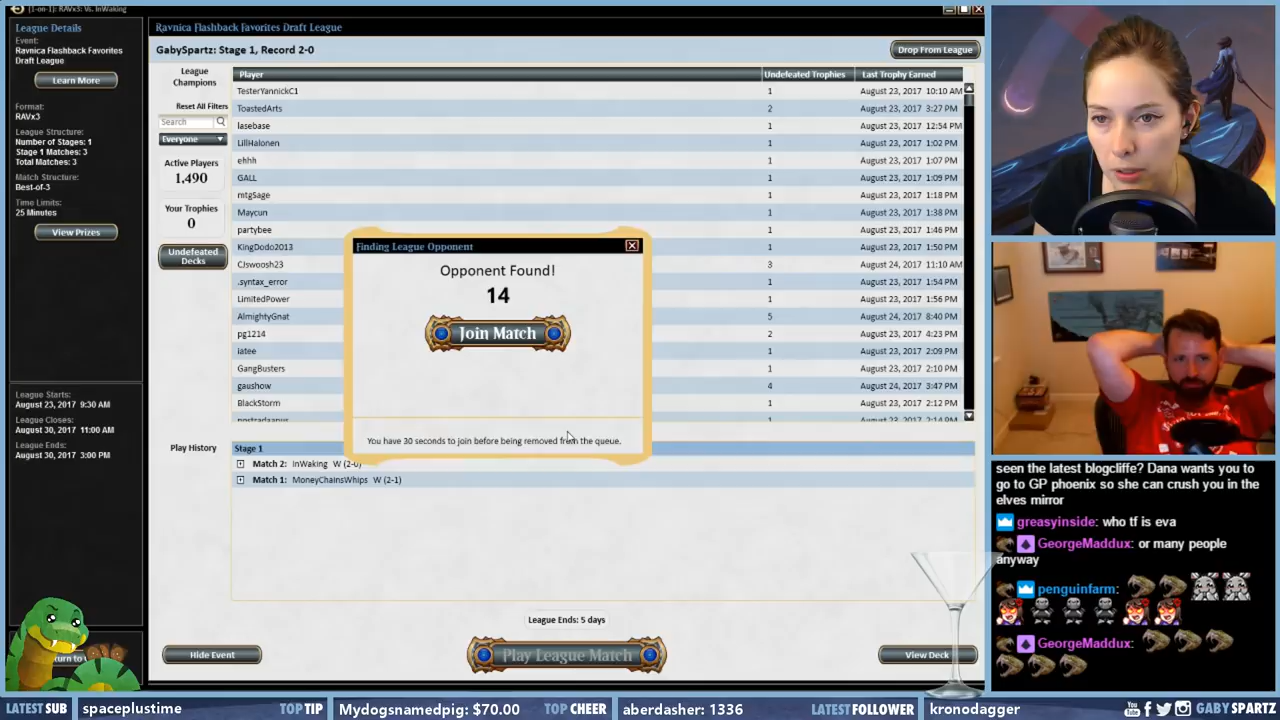 [1-on-1]: RAVx3: Vs. InWaking
League Details
Event:
Ravnica Flashback Favorites
Draft League
Learn More
Format:
RAVx3
League Structure:
Number of Stages: 1
Stage 1 Matches: 3
Total Matches: 3
Match Structure:
Best-of-3
Time Limits:
25 Minutes
View Prizes
League Starts:
August 23, 2017 9:30 AM
League Closes:
August 30, 2017 11:00 AM
League Ends:
August 30, 2017 3:00 PM
Ravnica Flashback Favorites Draft League
GabySpartz: Stage 1, Record 2-0
Drop From League
League
Champions
Reset All Filters
Search
Everyone
Active Players
1,490
Your Trophies
0
Undefeated
Decks
Player Undefeated Trophies Last Trophy Earned
TesterYannickC1 1 August 23, 2017 10:10 AM
ToastedArts 2 August 23, 2017 3:27 PM
lasebase 1 August 23, 2017 12:54 PM
LillHalonen 1 August 23, 2017 1:02 PM
ehhh 1 August 23, 2017 1:07 PM
GALL 1 August 23, 2017 1:09 PM
mtgSage 1 August 23, 2017 1:18 PM
Maycun 1 August 23, 2017 1:38 PM
partybee 1 August 23, 2017 1:46 PM
KingDodo2013 1 August 23, 2017 1:50 PM
CJswoosh23 3 August 24, 2017 11:10 AM
.syntax_error 1 August 23, 2017 1:54 PM
LimitedPower 1 August 23, 2017 1:56 PM
AlmightyGnat 5 August 24, 2017 8:40 PM
pg1214 2 August 23, 2017 4:23 PM
iatee 1 August 23, 2017 2:09 PM
GangBusters 1 August 23, 2017 2:10 PM
gaushow 4 August 24, 2017 3:47 PM
BlackStorm 1 August 23, 2017 2:12 PM
Finding League Opponent
Opponent Found!
14
Join Match
You have 30 seconds to join before being removed from the queue.
Play History
Stage 1
Match 2: InWaking W (2-0)
Match 1: MoneyChainsWhips W (2-1)
League Ends: 5 days
Hide Event
Play League Match
View Deck
seen the latest blogcliffe? Dana wants you
to go to GP phoenix so she can crush you in the
elves mirror
greasyinside: who tf is eva
GeorgeMaddux: or many people
anyway
penguinfarm:
GeorgeMaddux:
LATEST SUB spaceplustime TOP TIP Mydogsnamedpig: $70.00 TOP CHEER aberdasher: 1336 LATEST FOLLOWER kronodagger You Tube GABY SPARTZ